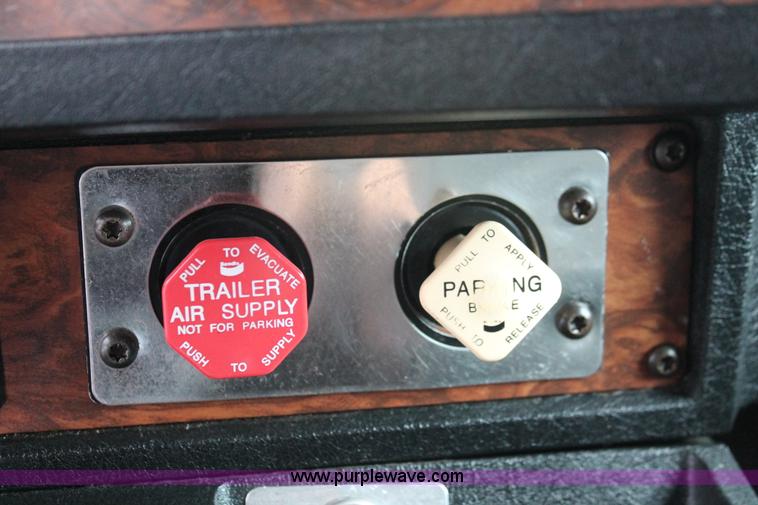 PULL TO EVACUATE
Bendix
TRAILER
AIR SUPPLY
NOT FOR PARKING
PUSH TO SUPPLY
PULL TO APPLY
PUSH TO RELEASE
www.purplewave.com